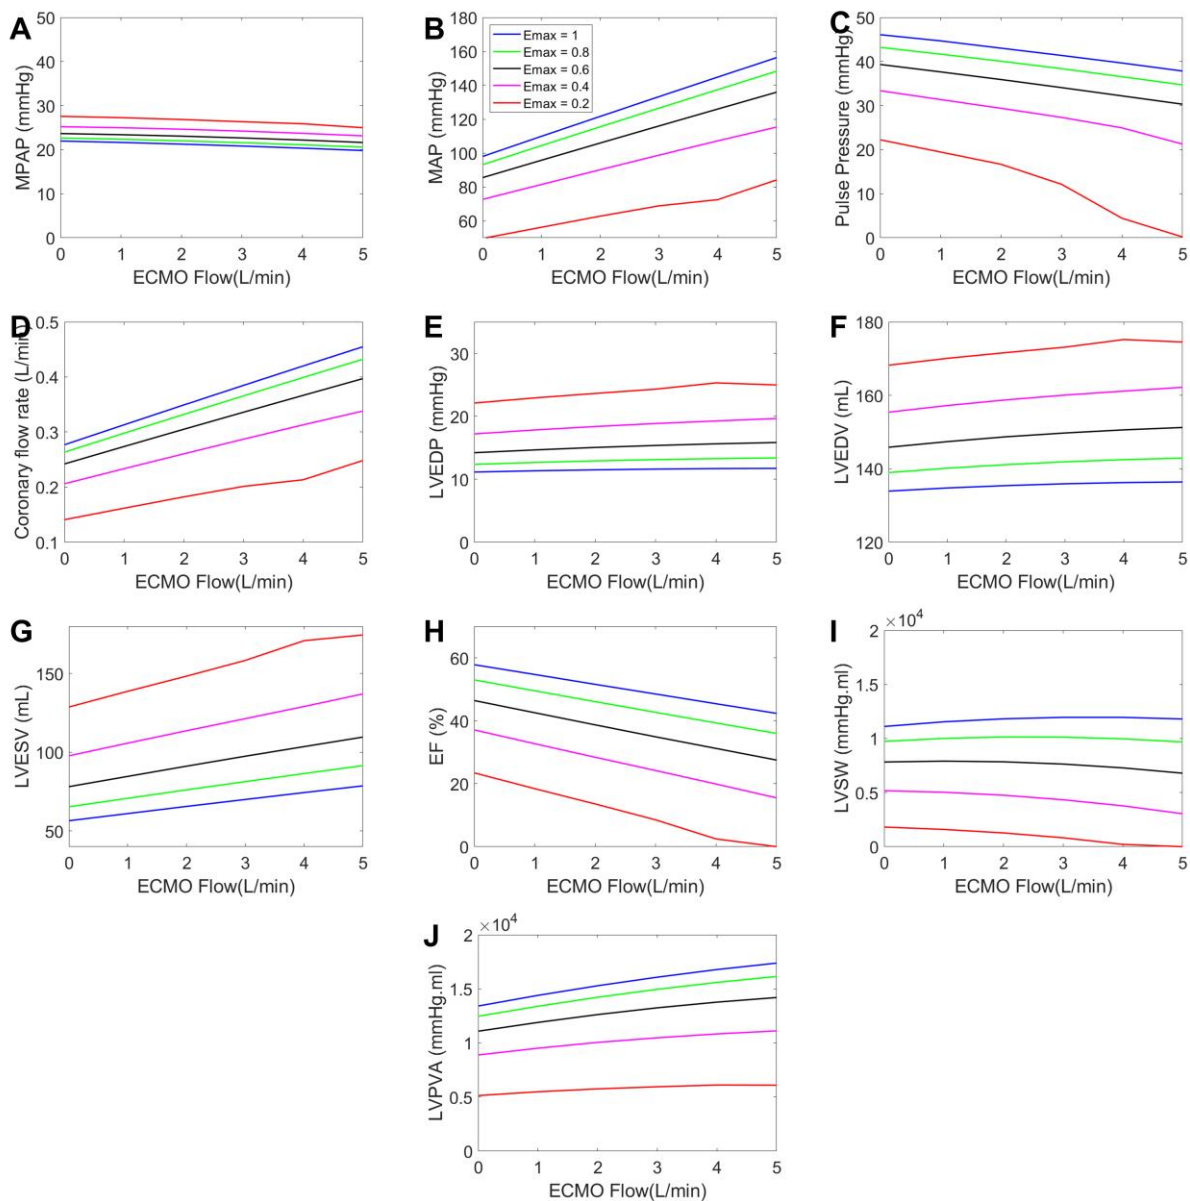 A
MPAP (mmHg)
50
40
30
20
10
0
0 1 2 3 4 5
ECMO Flow(L/min)
B
MAP (mmHg)
180
160
140
120
100
80
60
Emax = 1
Emax = 0.8
Emax = 0.6
Emax = 0.4
Emax = 0.2
0 1 2 3 4 5
ECMO Flow(L/min)
C
Pulse Pressure (mmHg)
50
40
30
20
10
0
0 1 2 3 4 5
ECMO Flow(L/min)
D
Coronary flow rate (L/min)
0.5
0.4
0.3
0.2
0.1
0 1 2 3 4 5
ECMO Flow(L/min)
E
LVEDP (mmHg)
30
20
10
0
0 1 2 3 4 5
ECMO Flow(L/min)
F
LVEDV (mL)
180
160
140
120
0 1 2 3 4 5
ECMO Flow(L/min)
G
LVESV (mL)
150
100
50
0 1 2 3 4 5
ECMO Flow(L/min)
H
EF (%)
60
40
20
0
0 1 2 3 4 5
ECMO Flow(L/min)
I
LVSW (mmHg.ml)
×10⁴
2
1.5
1
0.5
0
0 1 2 3 4 5
ECMO Flow(L/min)
J
LVPVA (mmHg.ml)
×10⁴
2
1.5
1
0.5
0
0 1 2 3 4 5
ECMO Flow(L/min)